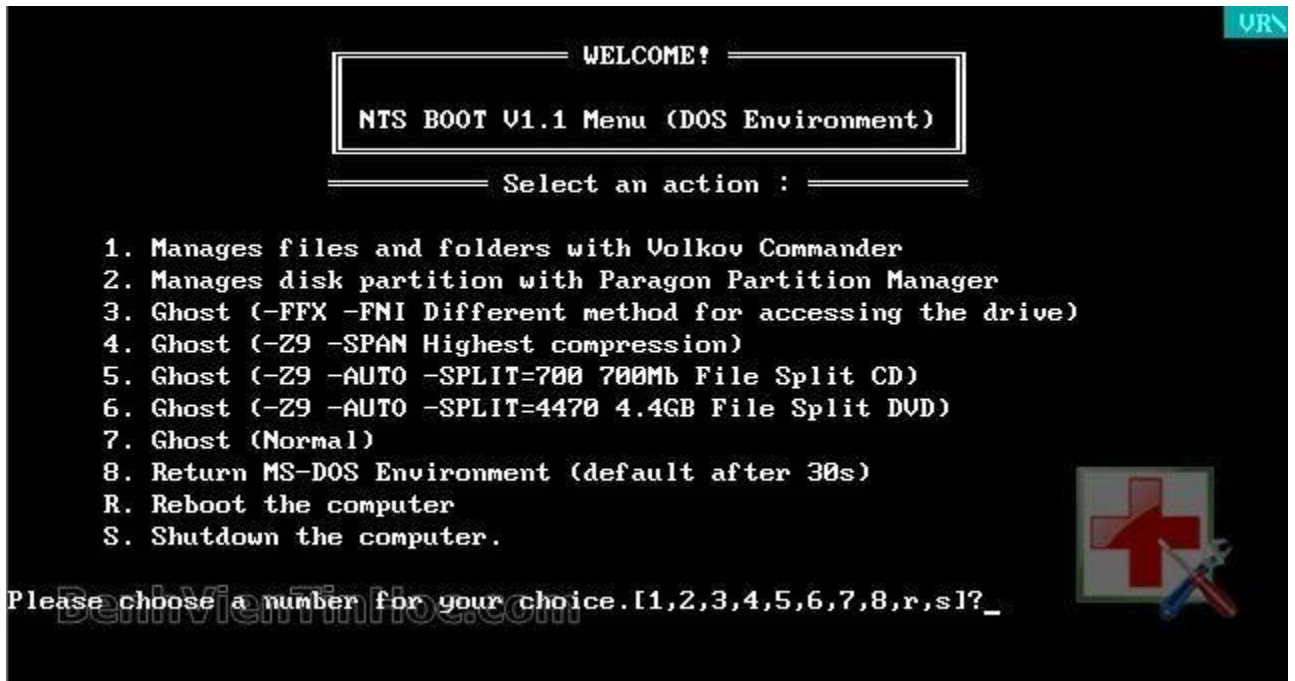 VR\
WELCOME!
NTS BOOT V1.1 Menu (DOS Environment)
Select an action :
1. Manages files and folders with Volkov Commander
2. Manages disk partition with Paragon Partition Manager
3. Ghost (-FFX -FNI Different method for accessing the drive)
4. Ghost (-Z9 -SPAN Highest compression)
5. Ghost (-Z9 -AUTO -SPLIT=700 700Mb File Split CD)
6. Ghost (-Z9 -AUTO -SPLIT=4470 4.4GB File Split DVD)
7. Ghost (Normal)
8. Return MS-DOS Environment (default after 30s)
R. Reboot the computer
S. Shutdown the computer.
Please choose a number for your choice.[1,2,3,4,5,6,7,8,r,s]?_
BenhVienTinHoc.com